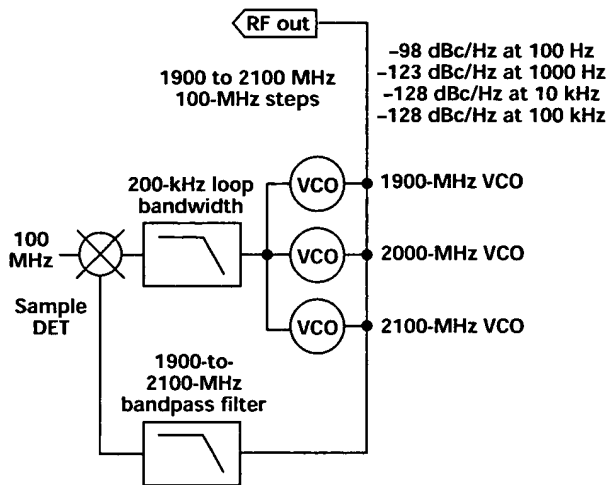 RF out
1900 to 2100 MHz
100-MHz steps
–98 dBc/Hz at 100 Hz
–123 dBc/Hz at 1000 Hz
–128 dBc/Hz at 10 kHz
–128 dBc/Hz at 100 kHz
200-kHz loop
bandwidth
VCO
1900-MHz VCO
100
MHz
VCO
2000-MHz VCO
Sample
DET
VCO
2100-MHz VCO
1900-to-
2100-MHz
bandpass filter